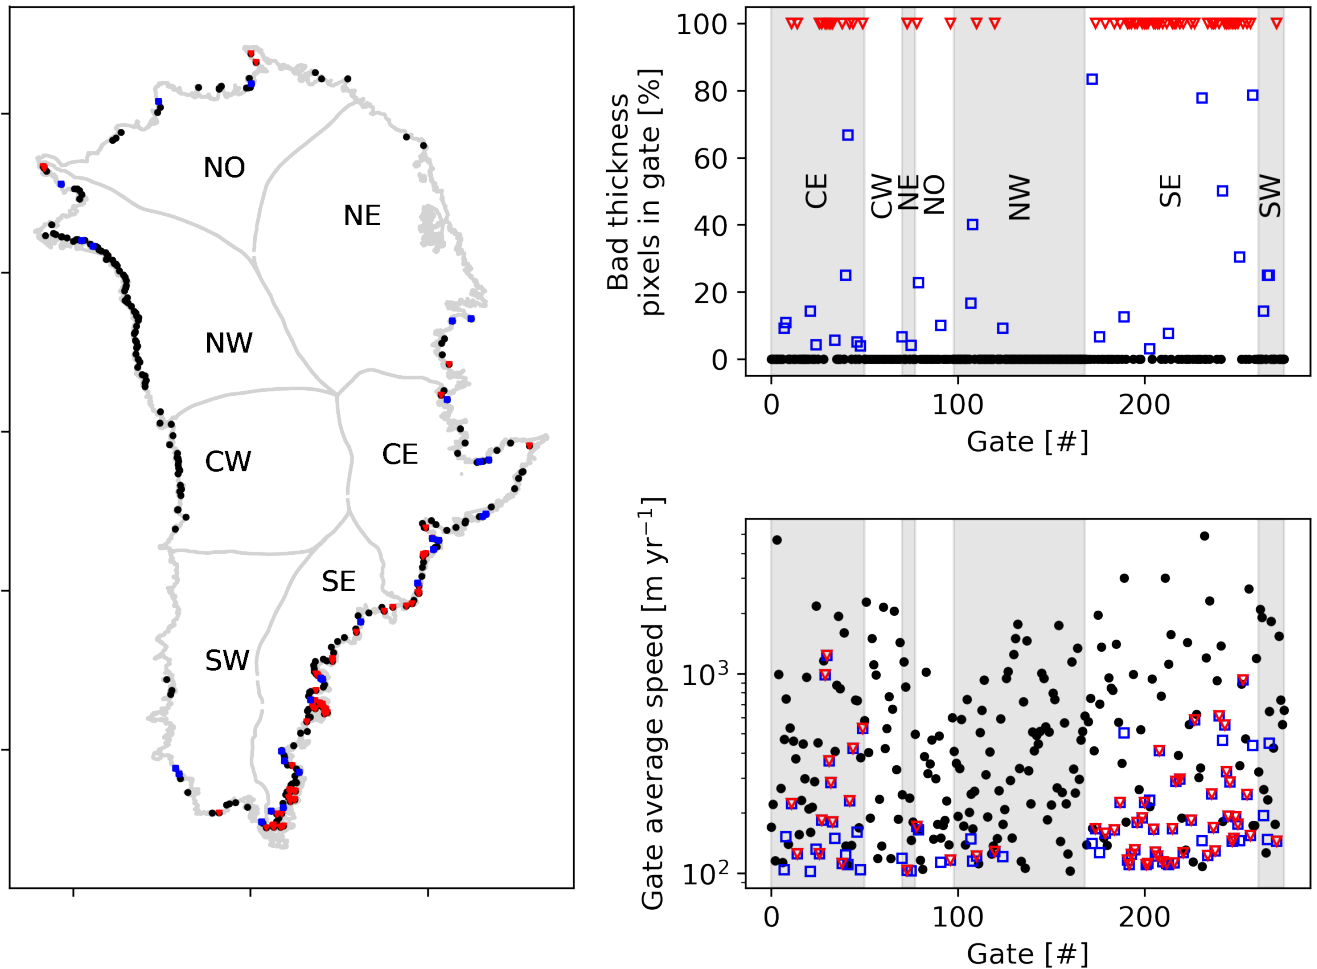 NO
NE
NW
CW
CE
SE
SW
Bad thickness
pixels in gate [%]
100
80
60
40
20
0
CE
CW
NE
NO
NW
SE
SW
0
100
200
Gate [#]
Gate average speed [m yr⁻¹]
10³
10²
0
100
200
Gate [#]